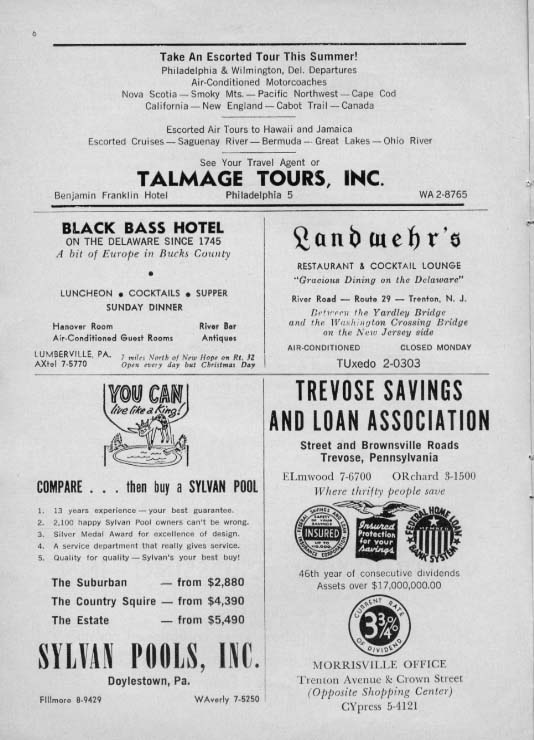 6
Take An Escorted Tour This Summer!
Philadelphia & Wilmington, Del. Departures
Air-Conditioned Motorcoaches
Nova Scotia — Smoky Mts. — Pacific Northwest — Cape Cod
California — New England — Cabot Trail — Canada
Escorted Air Tours to Hawaii and Jamaica
Escorted Cruises — Saguenay River — Bermuda — Great Lakes — Ohio River
See Your Travel Agent or
TALMAGE TOURS, INC.
Benjamin Franklin Hotel Philadelphia 5 WA 2-8765
BLACK BASS HOTEL
ON THE DELAWARE SINCE 1745
A bit of Europe in Bucks County
LUNCHEON • COCKTAILS • SUPPER
SUNDAY DINNER
Hanover Room River Bar
Air-Conditioned Guest Rooms Antiques
LUMBERVILLE, PA. 7 miles North of New Hope on Rt. 32
AXtel 7-5770 Open every day but Christmas Day
Landwehr's
RESTAURANT & COCKTAIL LOUNGE
"Gracious Dining on the Delaware"
River Road — Route 29 — Trenton, N. J.
Between the Yardley Bridge
and the Washington Crossing Bridge
on the New Jersey side
AIR-CONDITIONED CLOSED MONDAY
TUxedo 2-0303
YOU CAN
live like a King!
COMPARE . . . then buy a SYLVAN POOL
1. 13 years experience — your best guarantee.
2. 2,100 happy Sylvan Pool owners can't be wrong.
3. Silver Medal Award for excellence of design.
4. A service department that really gives service.
5. Quality for quality — Sylvan's your best buy!
The Suburban — from $2,880
The Country Squire — from $4,390
The Estate — from $5,490
SYLVAN POOLS, INC.
Doylestown, Pa.
FIllmore 8-9429 WAverly 7-5250
TREVOSE SAVINGS
AND LOAN ASSOCIATION
Street and Brownsville Roads
Trevose, Pennsylvania
ELmwood 7-6700 ORchard 3-1500
Where thrifty people save
FEDERAL SAVINGS AND LOAN INSURANCE CORPORATION
SAFETY OF YOUR SAVINGS
INSURED
UP TO
Insured
Protection
for your
Savings
FEDERAL HOME LOAN BANK SYSTEM
MEMBER
46th year of consecutive dividends
Assets over $17,000,000.00
CURRENT RATE
3¾%
OF DIVIDEND
MORRISVILLE OFFICE
Trenton Avenue & Crown Street
(Opposite Shopping Center)
CYpress 5-4121